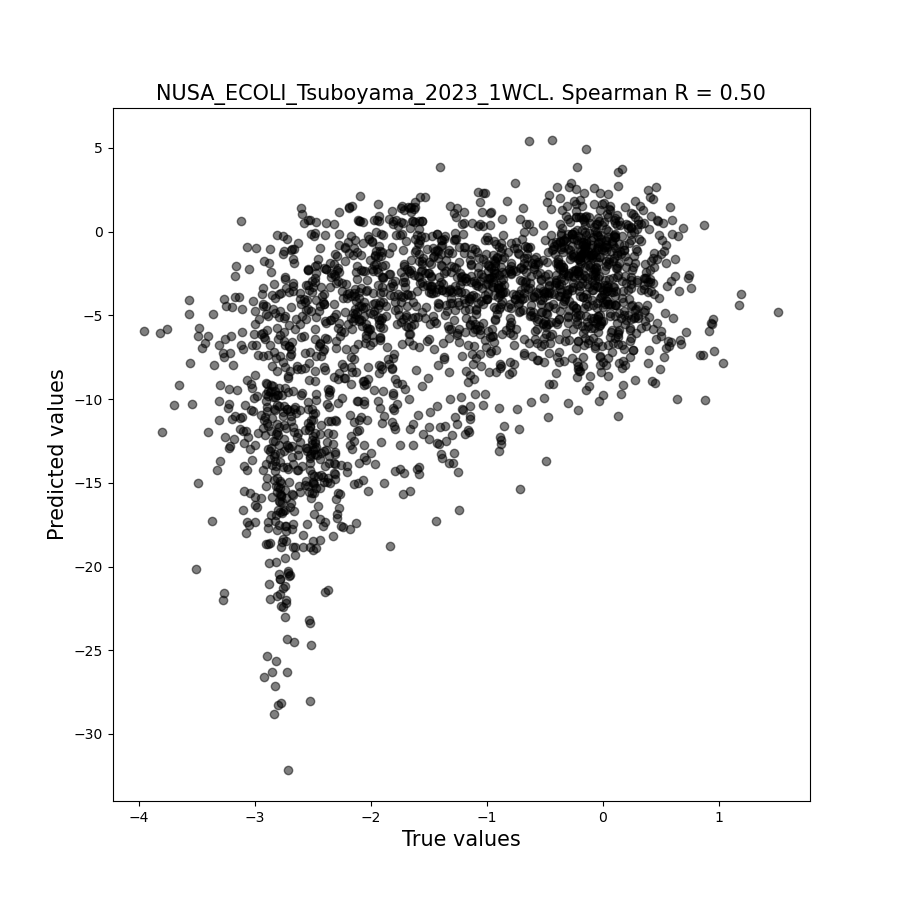 NUSA_ECOLI_Tsuboyama_2023_1WCL. Spearman R = 0.50
5
0
−5
−10
−15
−20
−25
−30
Predicted values
−4 −3 −2 −1 0 1
True values